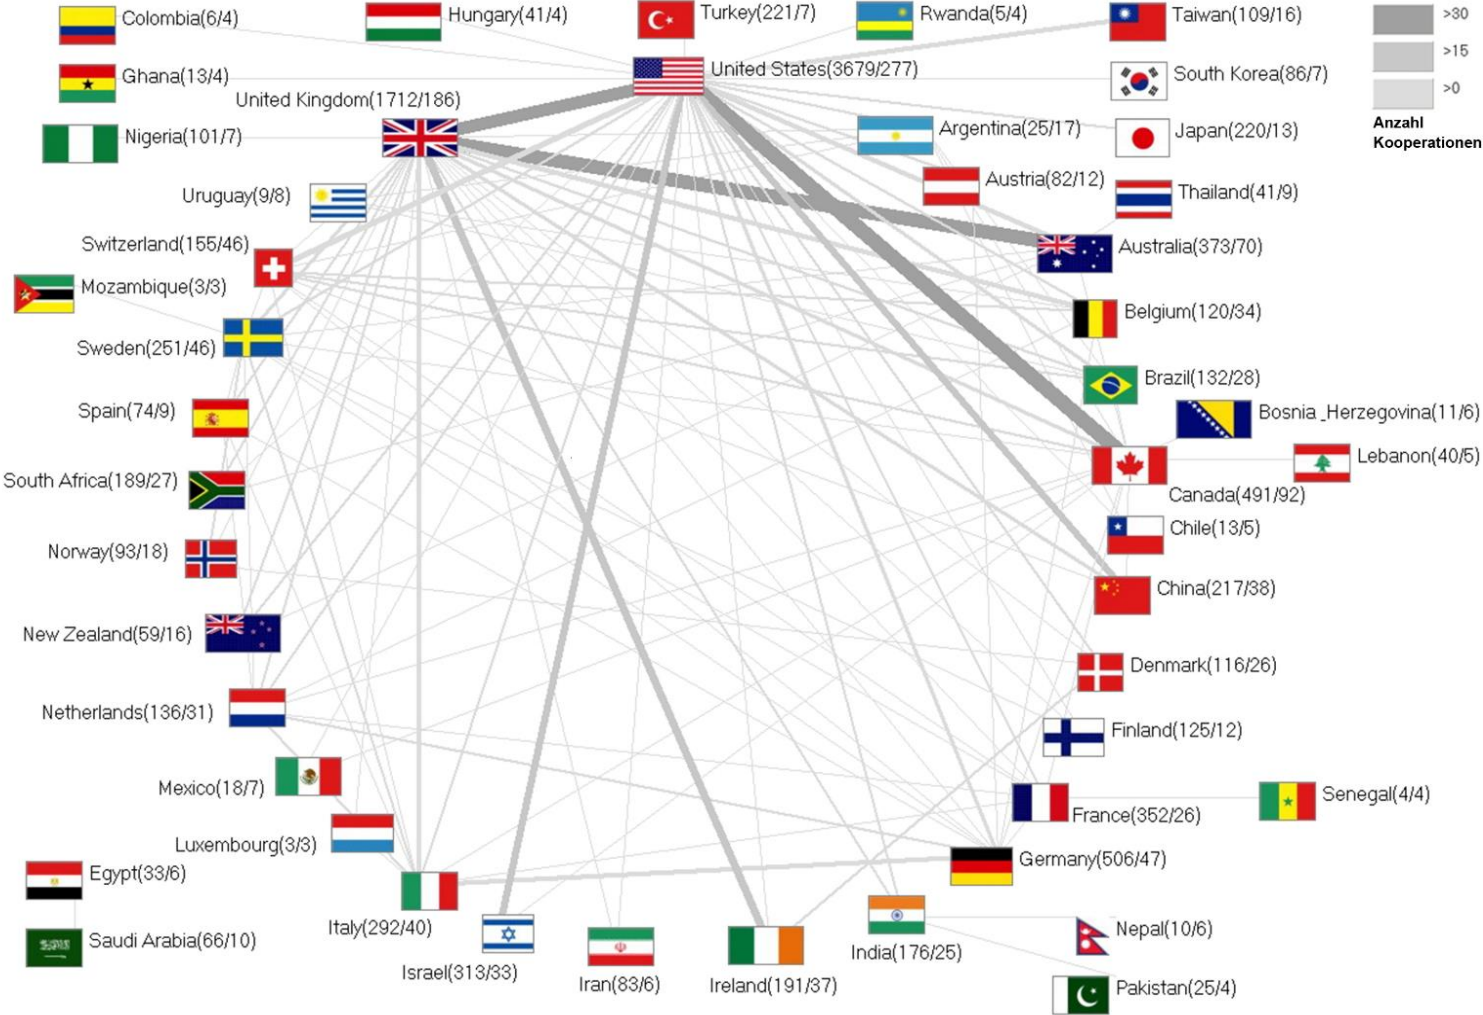 Colombia(6/4)
Hungary(41/4)
Turkey(221/7)
Rwanda(5/4)
Taiwan(109/16)
>30
>15
>0
Anzahl
Kooperationen
Ghana(13/4)
United States(3679/277)
South Korea(86/7)
United Kingdom(1712/186)
Nigeria(101/7)
Argentina(25/17)
Japan(220/13)
Uruguay(9/8)
Austria(82/12)
Thailand(41/9)
Switzerland(155/46)
Australia(373/70)
Mozambique(3/3)
Belgium(120/34)
Sweden(251/46)
Brazil(132/28)
Spain(74/9)
Bosnia_Herzegovina(11/6)
Lebanon(40/5)
South Africa(189/27)
Canada(491/92)
Chile(13/5)
Norway(93/18)
China(217/38)
New Zealand(59/16)
Denmark(116/26)
Netherlands(136/31)
Finland(125/12)
Mexico(18/7)
Senegal(4/4)
France(352/26)
Luxembourg(3/3)
Germany(506/47)
Egypt(33/6)
Italy(292/40)
Saudi Arabia(66/10)
Nepal(10/6)
India(176/25)
Israel(313/33)
Iran(83/6)
Ireland(191/37)
Pakistan(25/4)